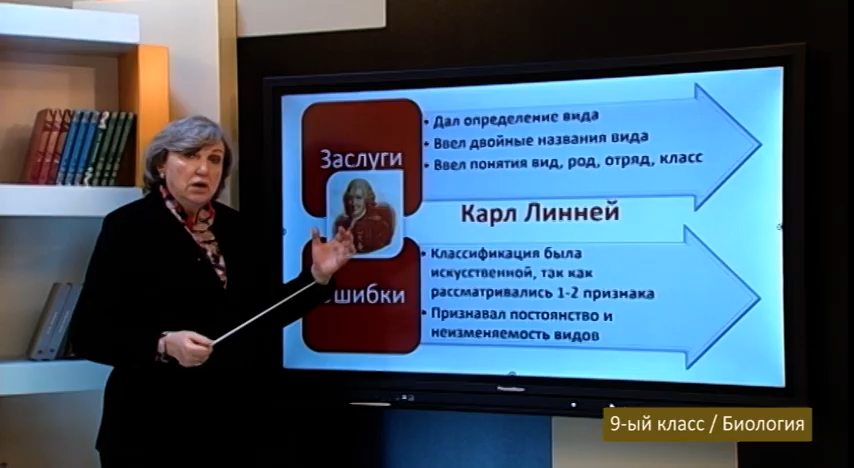 Заслуги
• Дал определение вида
• Ввел двойные названия вида
• Ввел понятия вид, род, отряд, класс
Карл Линней
Ошибки
• Классификация была
искусственной, так как
рассматривались 1-2 признака
• Признавал постоянство и
неизменяемость видов
9-ый класс / Биология